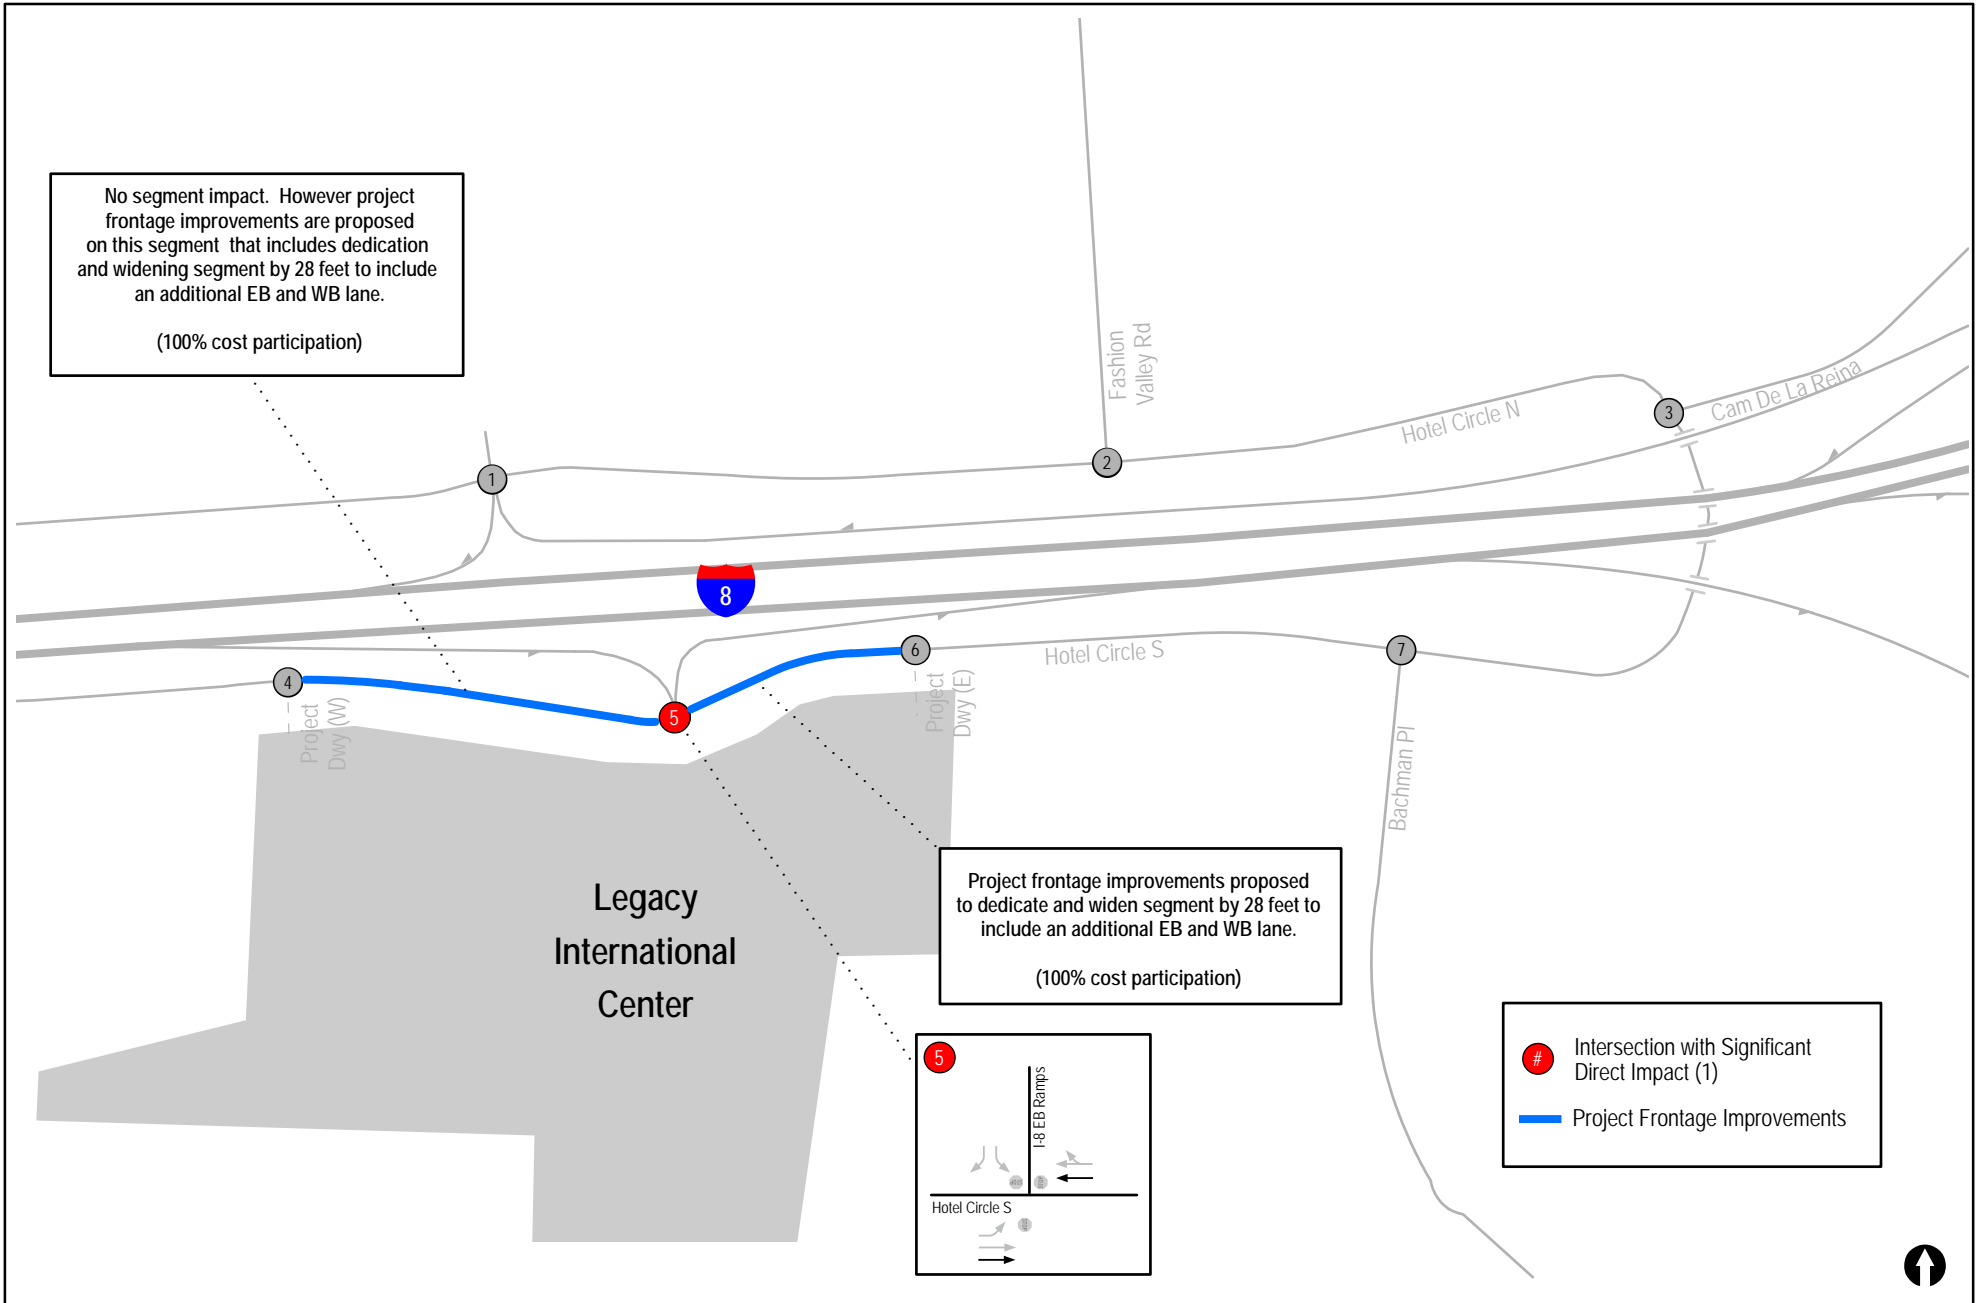 No segment impact. However project
frontage improvements are proposed
on this segment that includes dedication
and widening segment by 28 feet to include
an additional EB and WB lane.
(100% cost participation)
Fashion
Valley Rd
Hotel Circle N
3
Cam De La Reina
2
1
8
6
Hotel Circle S
7
4
5
Project
Dwy (W)
Project
Dwy (E)
Bachman Pl
Legacy
International
Center
Project frontage improvements proposed
to dedicate and widen segment by 28 feet to
include an additional EB and WB lane.
(100% cost participation)
5
I-8 EB Ramps
Hotel Circle S
# Intersection with Significant
Direct Impact (1)
Project Frontage Improvements